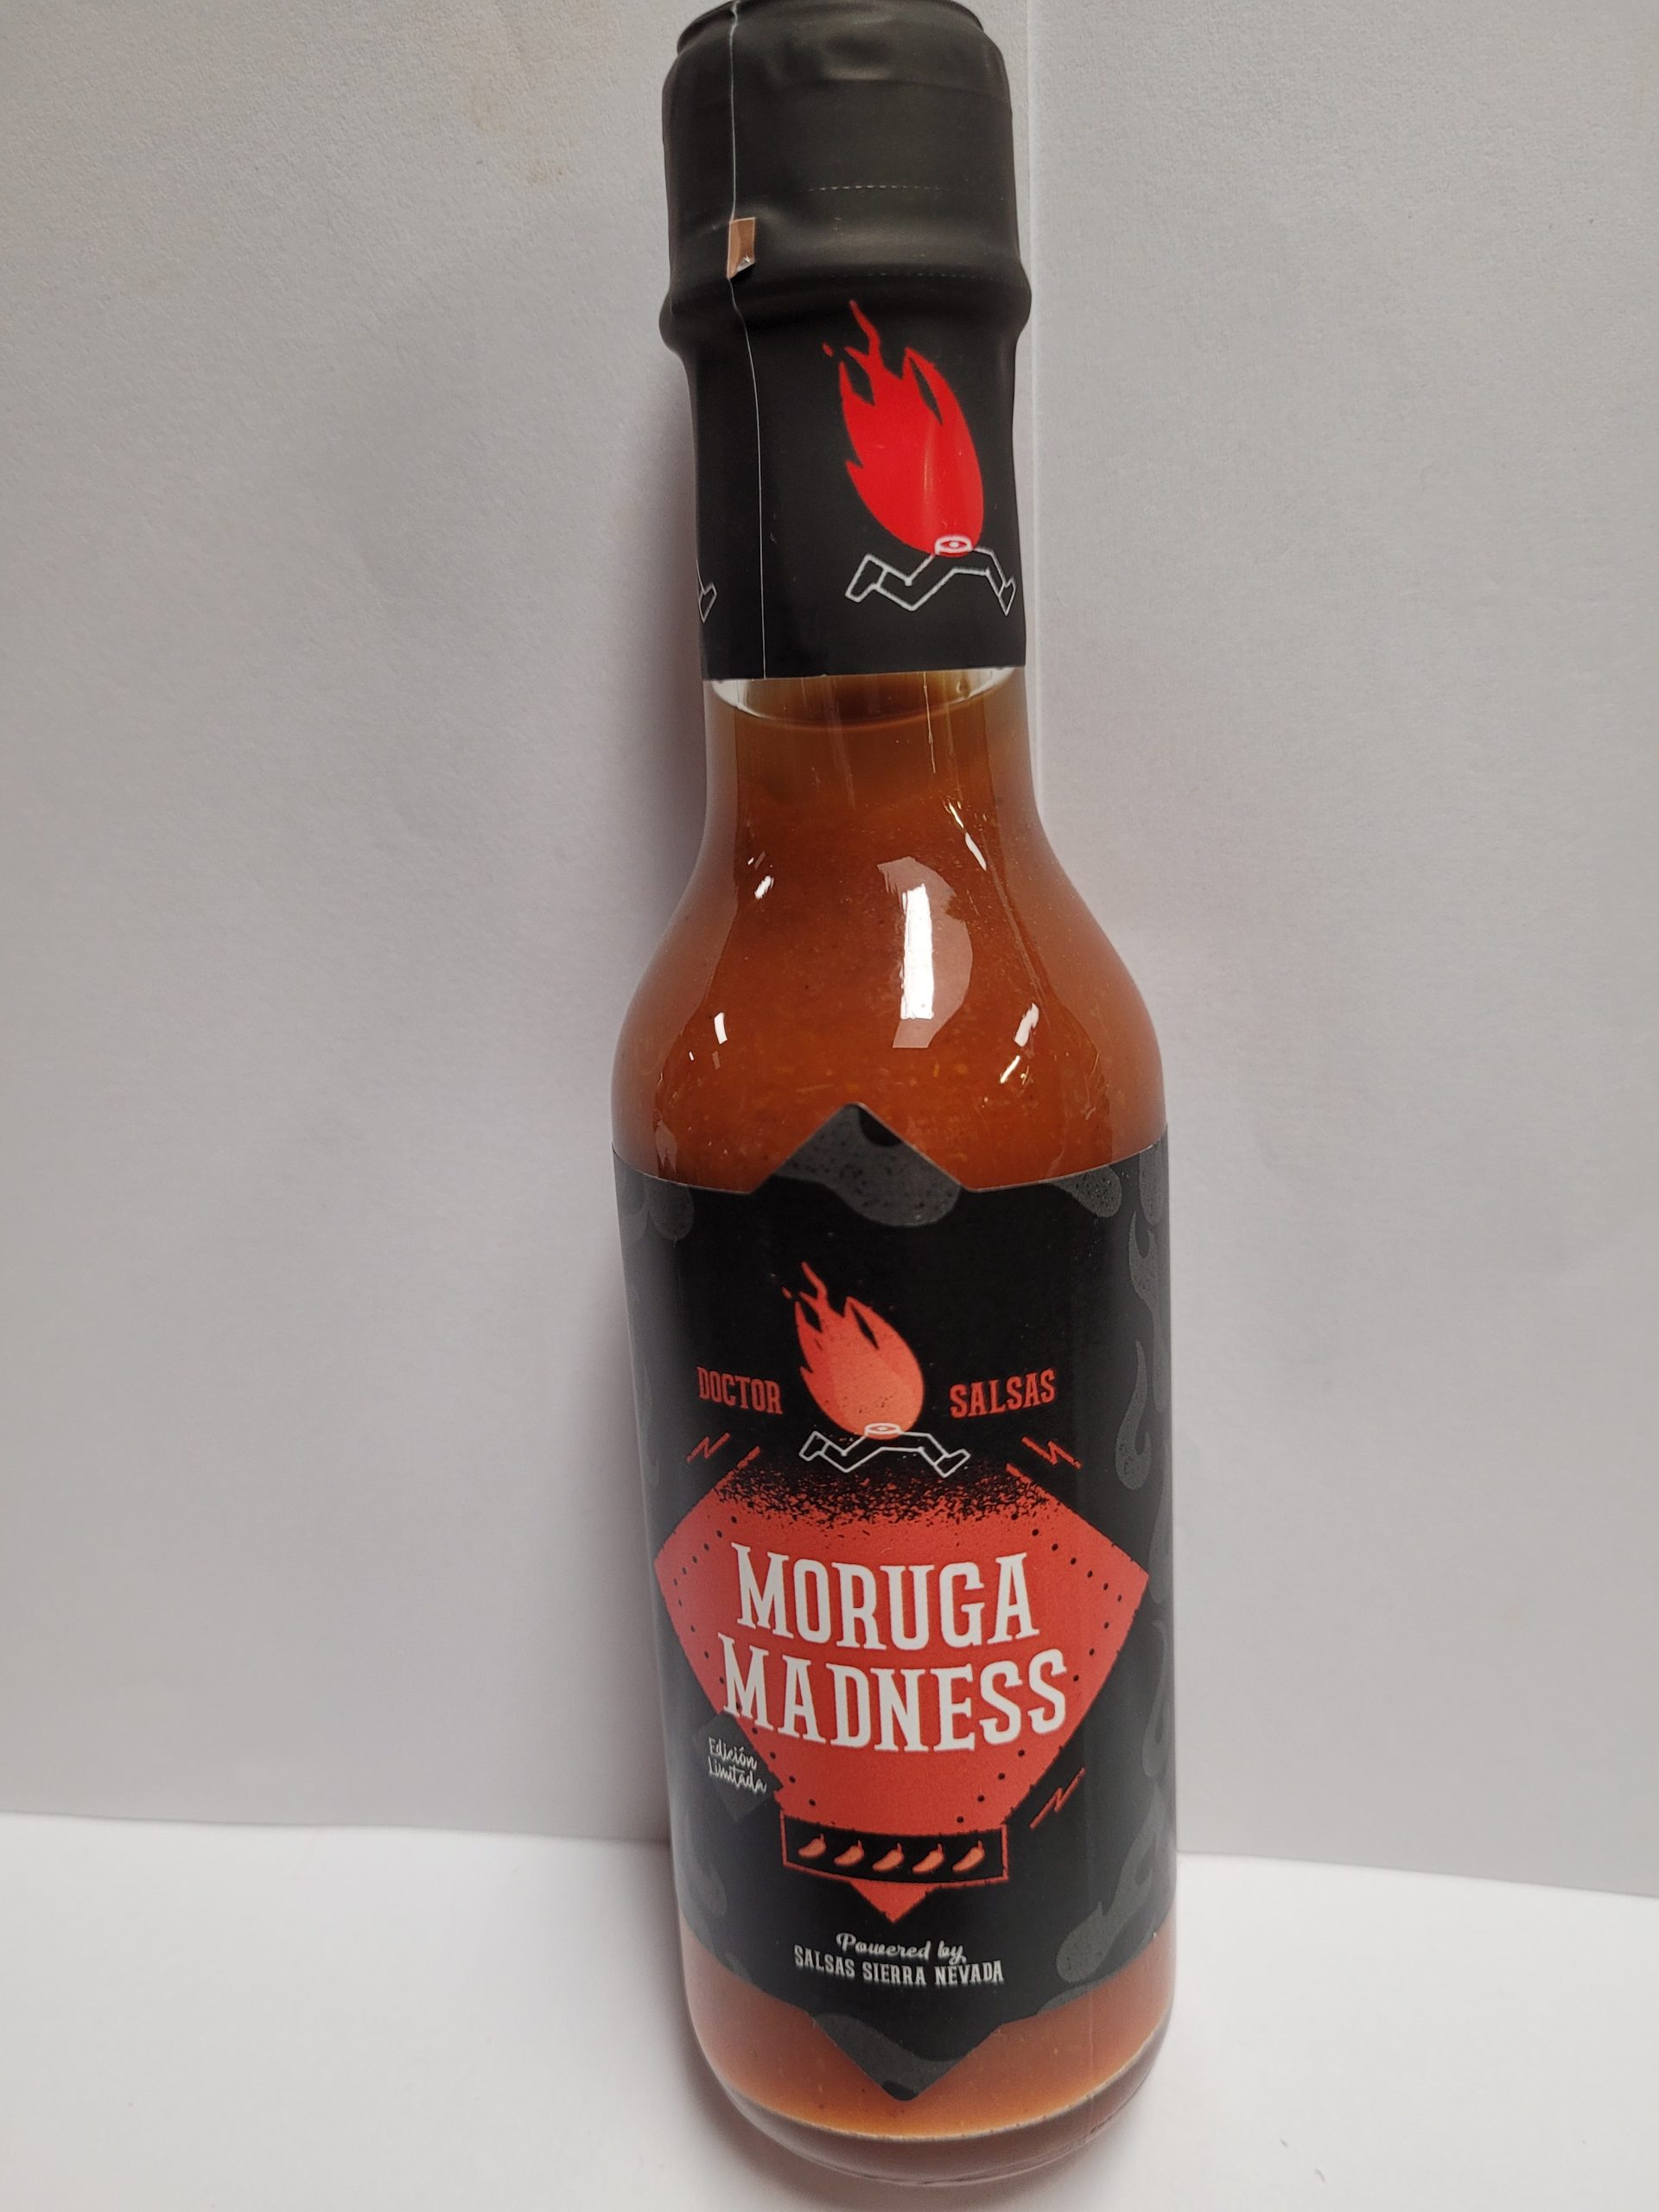 DOCTOR SALSAS
MORUGA
MADNESS
Edición
Limitada
Powered by
SALSAS SIERRA NEVADA